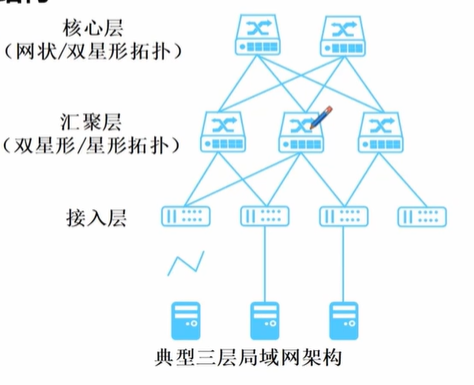 核心层
（网状/双星形拓扑）
汇聚层
（双星形/星形拓扑）
接入层
典型三层局域网架构